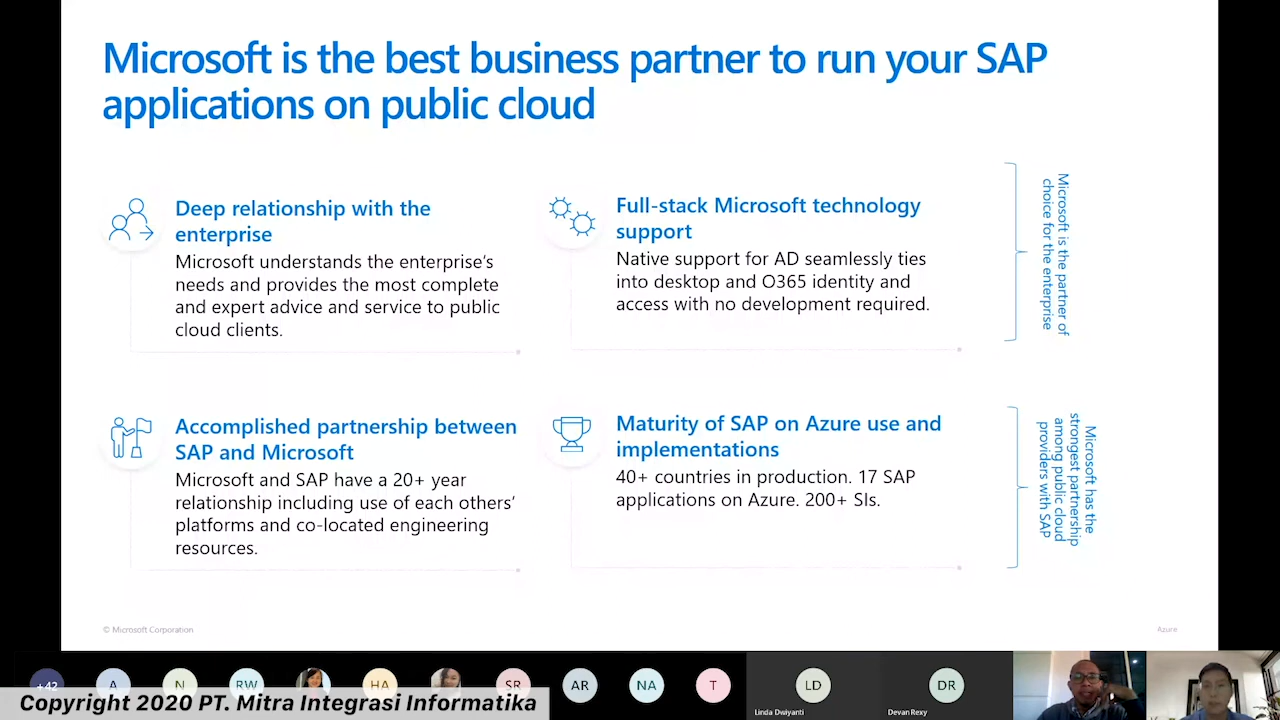 Microsoft is the best business partner to run your SAP
applications on public cloud
Deep relationship with the
enterprise
Microsoft understands the enterprise's
needs and provides the most complete
and expert advice and service to public
cloud clients.
Full-stack Microsoft technology
support
Native support for AD seamlessly ties
into desktop and O365 identity and
access with no development required.
Microsoft is the partner of
choice for the enterprise
Accomplished partnership between
SAP and Microsoft
Microsoft and SAP have a 20+ year
relationship including use of each others'
platforms and co-located engineering
resources.
Maturity of SAP on Azure use and
implementations
40+ countries in production. 17 SAP
applications on Azure. 200+ SIs.
Microsoft has the
strongest partnership
among public cloud
providers with SAP
© Microsoft Corporation
Azure
+42
A
N
RW
HA
SR
AR
NA
T
LD
DR
Linda Dwiyanti
Devan Rexy
Copyright 2020 PT. Mitra Integrasi Informatika